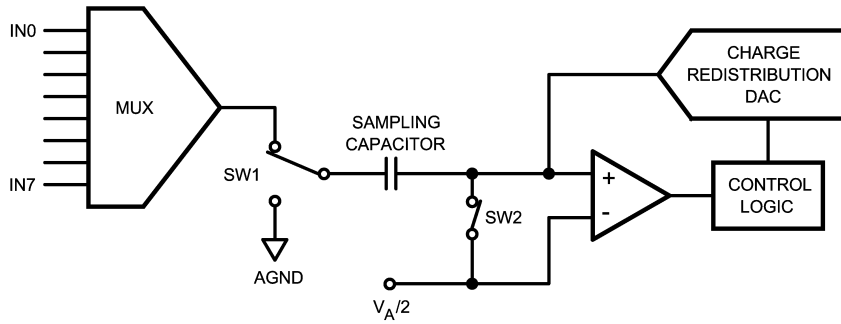 IN0
CHARGE
REDISTRIBUTION
DAC
MUX
SAMPLING
CAPACITOR
SW1
IN7
+
-
CONTROL
LOGIC
SW2
AGND
VA/2